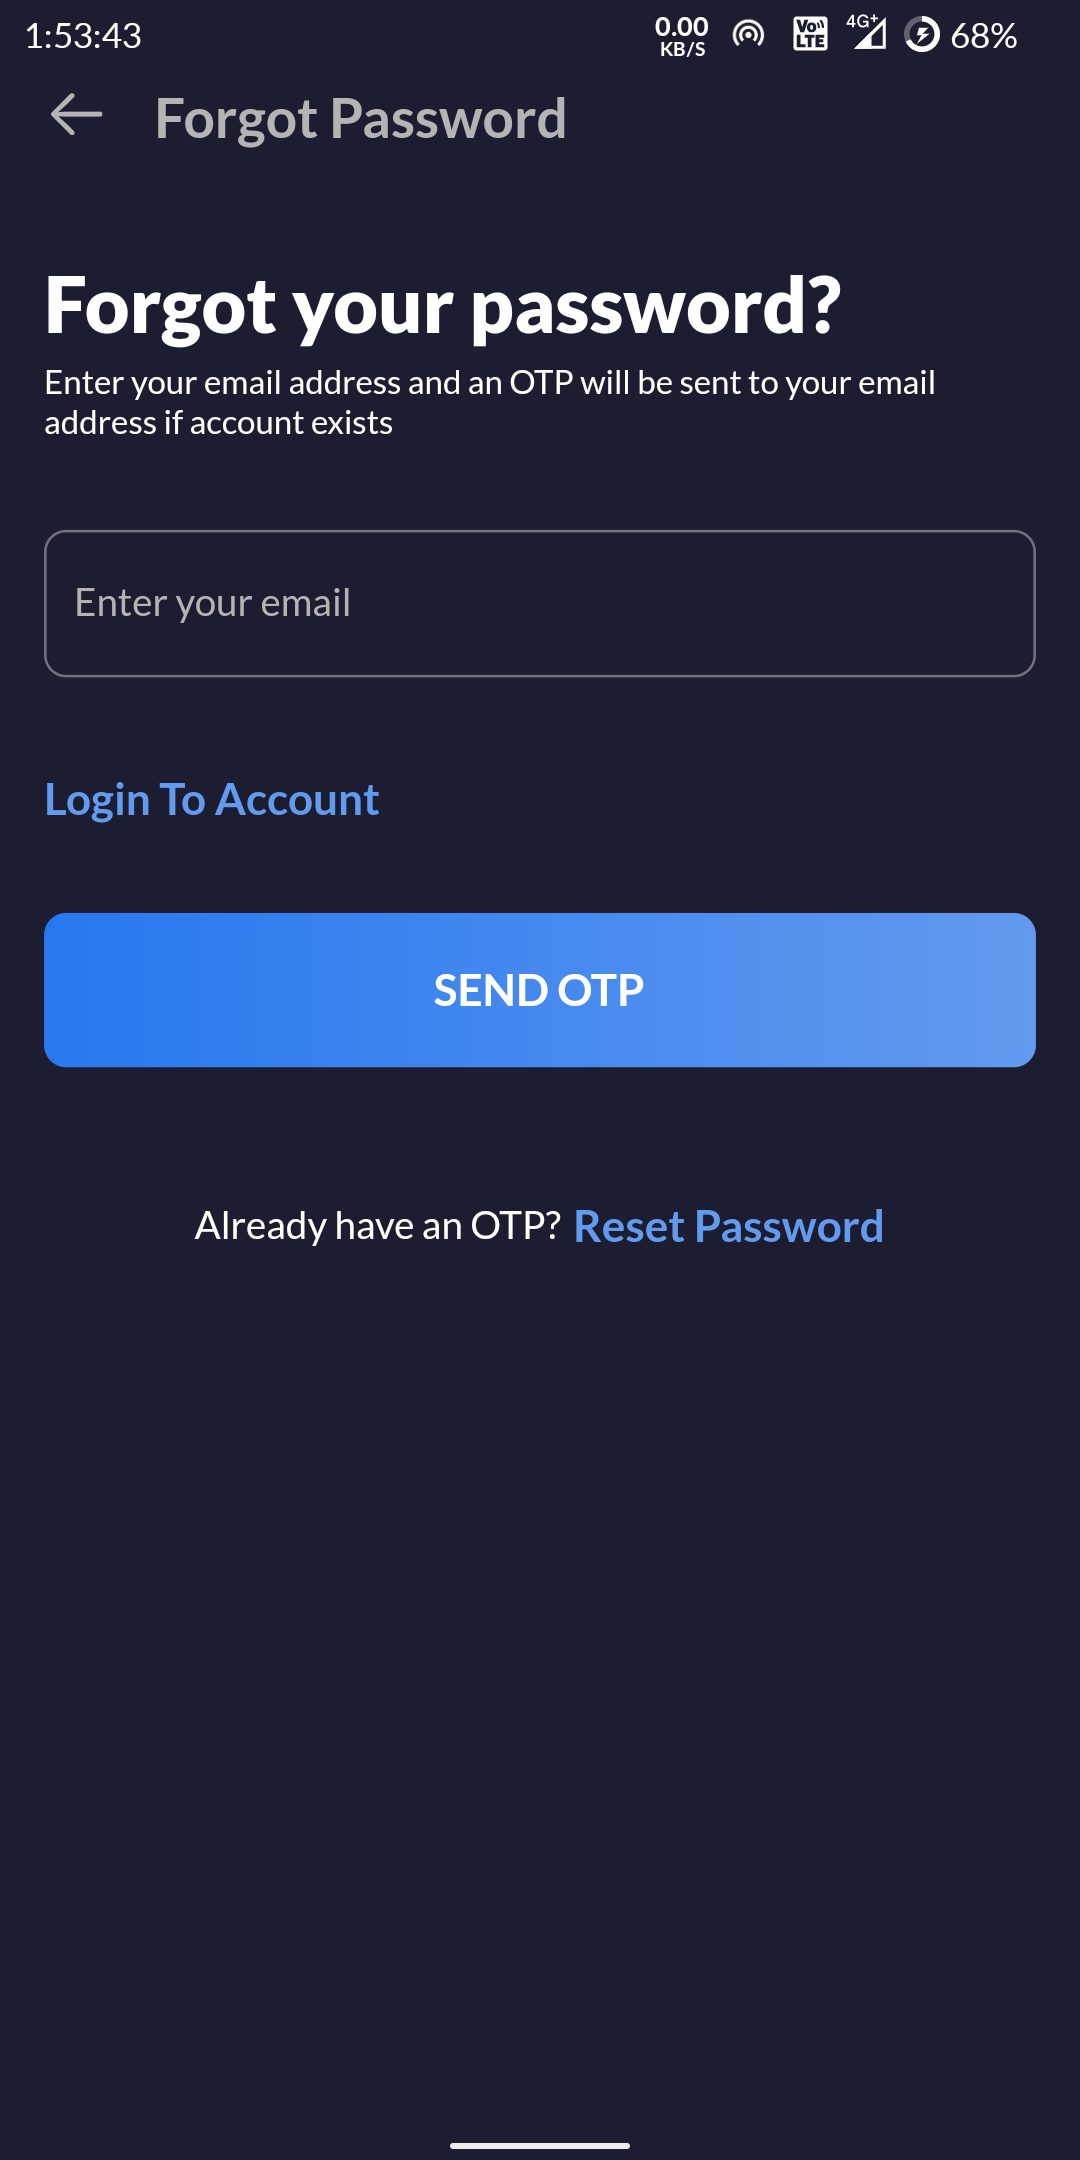 1:53:43
0.00
KB/S
Vo
LTE
4G+
68%
Forgot Password
Forgot your password?
Enter your email address and an OTP will be sent to your email
address if account exists
Enter your email
Login To Account
SEND OTP
Already have an OTP? Reset Password